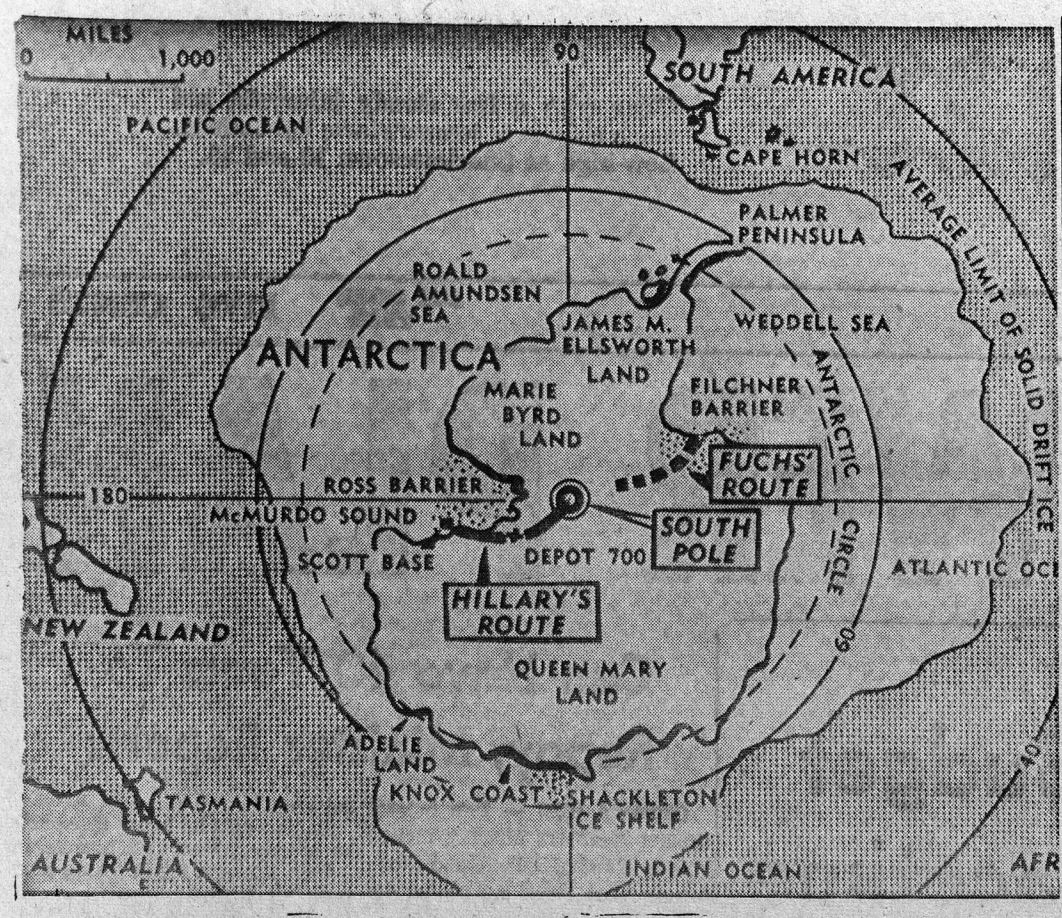 MILES
0 1,000
90
SOUTH AMERICA
PACIFIC OCEAN
CAPE HORN
AVERAGE LIMIT OF SOLID DRIFT ICE
PALMER
PENINSULA
ROALD
AMUNDSEN
SEA
JAMES M.
ELLSWORTH
LAND
WEDDELL SEA
ANTARCTICA
MARIE
BYRD
LAND
FILCHNER
BARRIER
ANTARCTIC CIRCLE
FUCHS'
ROUTE
180
ROSS BARRIER
McMURDO SOUND
SOUTH
POLE
SCOTT BASE
DEPOT 700
ATLANTIC OC
HILLARY'S
ROUTE
NEW ZEALAND
60
QUEEN MARY
LAND
ADELIE
LAND
40
KNOX COAST
SHACKLETON
ICE SHELF
TASMANIA
AUSTRALIA
INDIAN OCEAN
AFR